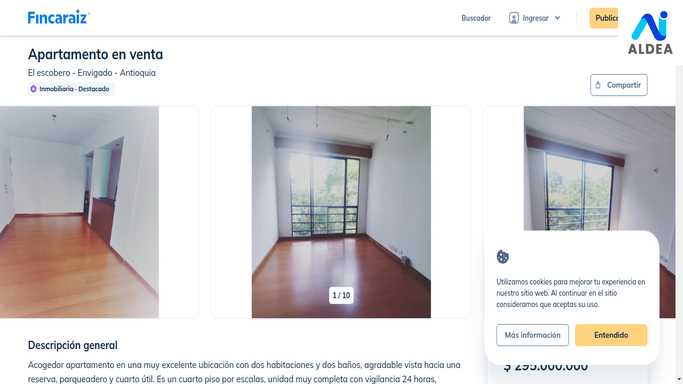 Fincaraiz
Buscador
Ingresar
Public
ALDEA
Apartamento en venta
El escobero - Envigado - Antioquia
Inmobiliaria - Destacado
Compartir
1 / 10
Utilizamos cookies para mejorar tu experiencia en
nuestro sitio web. Al continuar en el sitio
consideramos que aceptas su uso.
Más información
Entendido
$ 295.000.000
Descripción general
Acogedor apartamento en una muy excelente ubicación con dos habitaciones y dos baños, agradable vista hacia una
reserva, parqueadero y cuarto útil. Es un cuarto piso por escalas, unidad muy completa con vigilancia 24 horas,